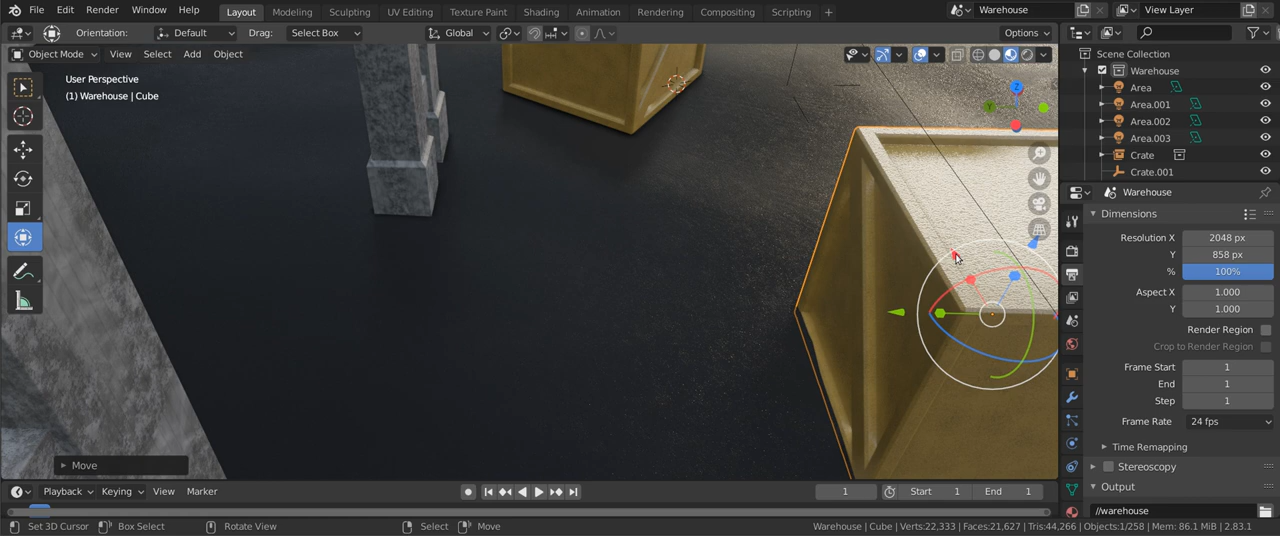 File Edit Render Window Help Layout Modeling Sculpting UV Editing Texture Paint Shading Animation Rendering Compositing Scripting + Warehouse View Layer
Orientation: Default Drag: Select Box Global Options
Object Mode View Select Add Object
User Perspective
(1) Warehouse | Cube
Z
Y
Move
Scene Collection
Warehouse
Area
Area.001
Area.002
Area.003
Crate
Crate.001
Warehouse
Dimensions
Resolution X 2048 px
Y 858 px
% 100%
Aspect X 1.000
Y 1.000
Render Region
Crop to Render Region
Frame Start 1
End 1
Step 1
Frame Rate 24 fps
Time Remapping
Stereoscopy
Output
//warehouse
Playback Keying View Marker 1 Start 1 End 1
Set 3D Cursor Box Select Rotate View Select Move Warehouse | Cube | Verts:22,333 | Faces:21,627 | Tris:44,266 | Objects:1/258 | Mem: 86.1 MiB | 2.83.1